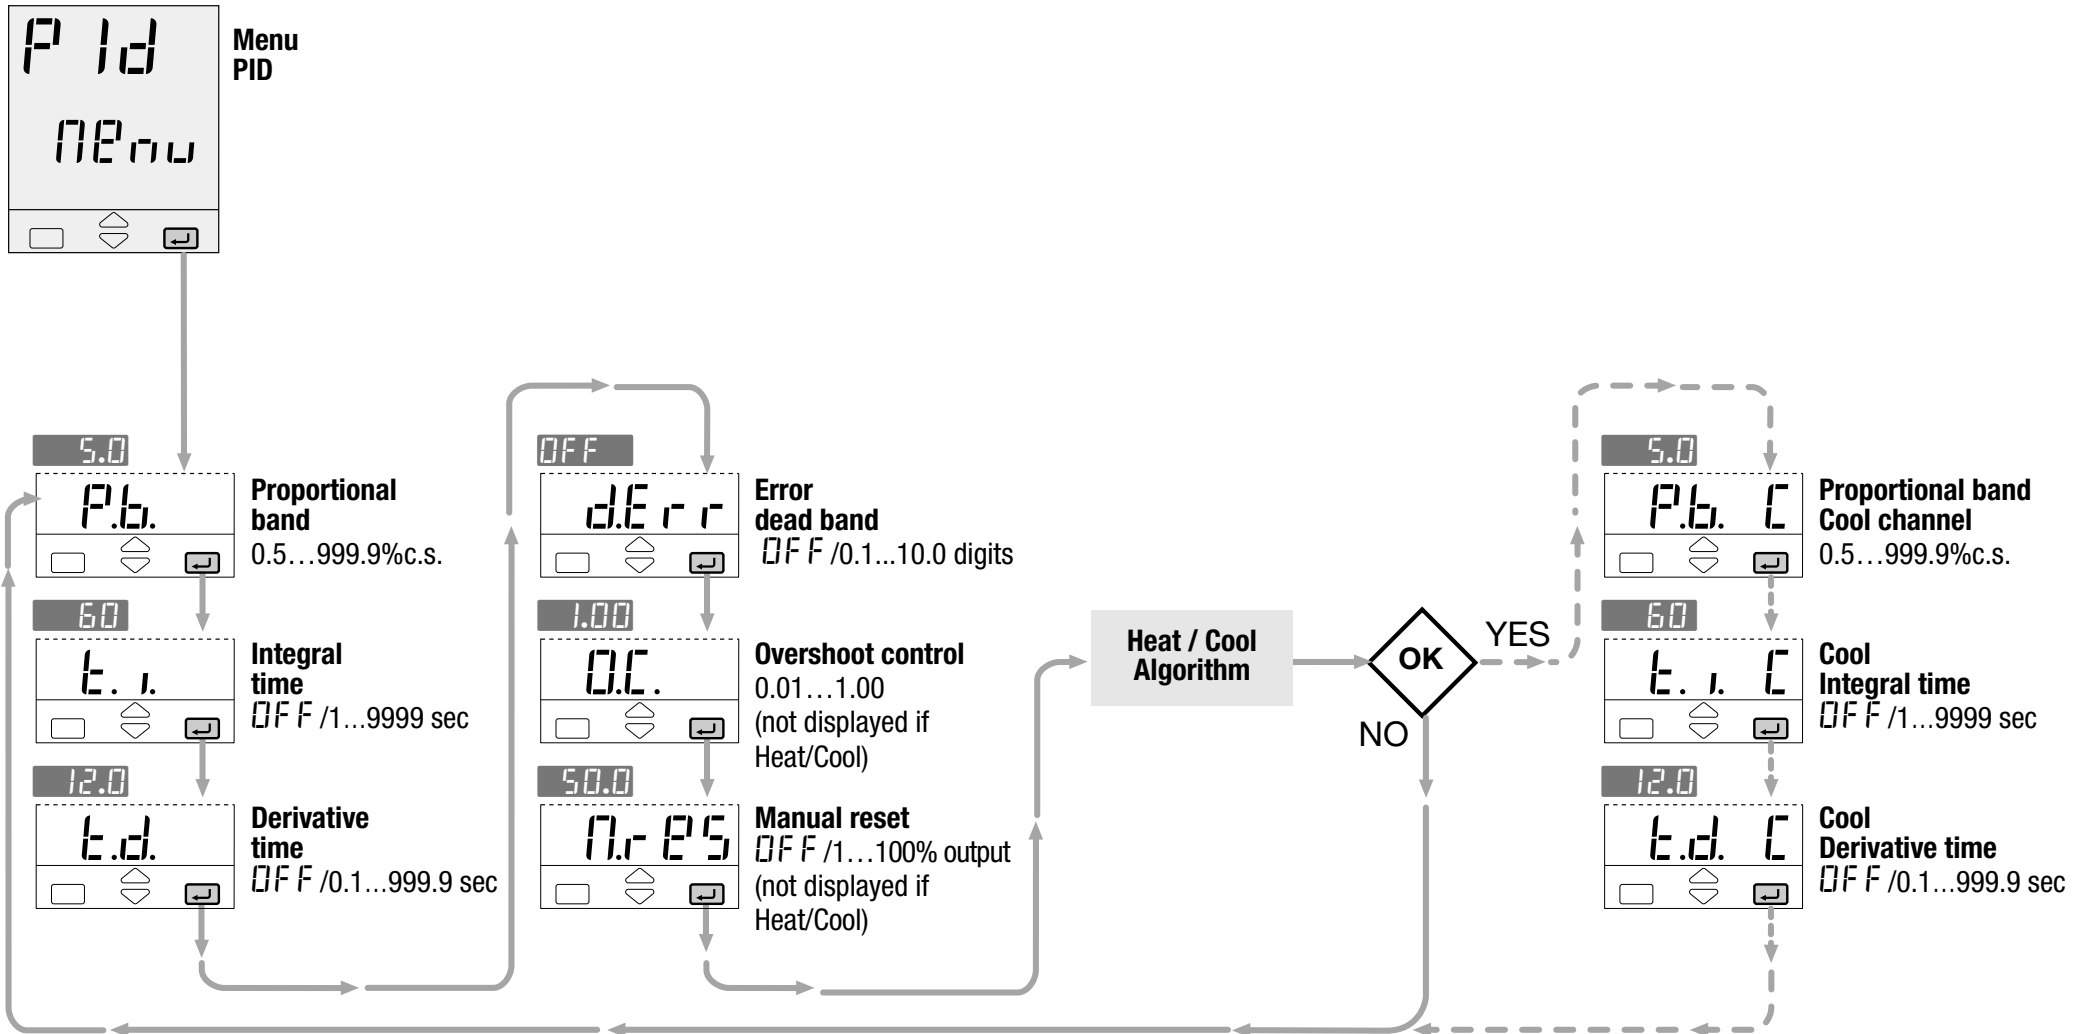 PId
Menu
Menu
PID
5.0
P.b.
Proportional
band
0.5…999.9%c.s.
60
t.i.
Integral
time
OFF/1…9999 sec
12.0
t.d.
Derivative
time
OFF/0.1…999.9 sec
OFF
d.Err
Error
dead band
OFF/0.1...10.0 digits
1.00
O.C.
Overshoot control
0.01…1.00
(not displayed if
Heat/Cool)
50.0
M.reS
Manual reset
OFF/1…100% output
(not displayed if
Heat/Cool)
Heat / Cool
Algorithm
OK
YES
NO
5.0
P.b. C
Proportional band
Cool channel
0.5…999.9%c.s.
60
t.i. C
Cool
Integral time
OFF/1…9999 sec
12.0
t.d. C
Cool
Derivative time
OFF/0.1…999.9 sec